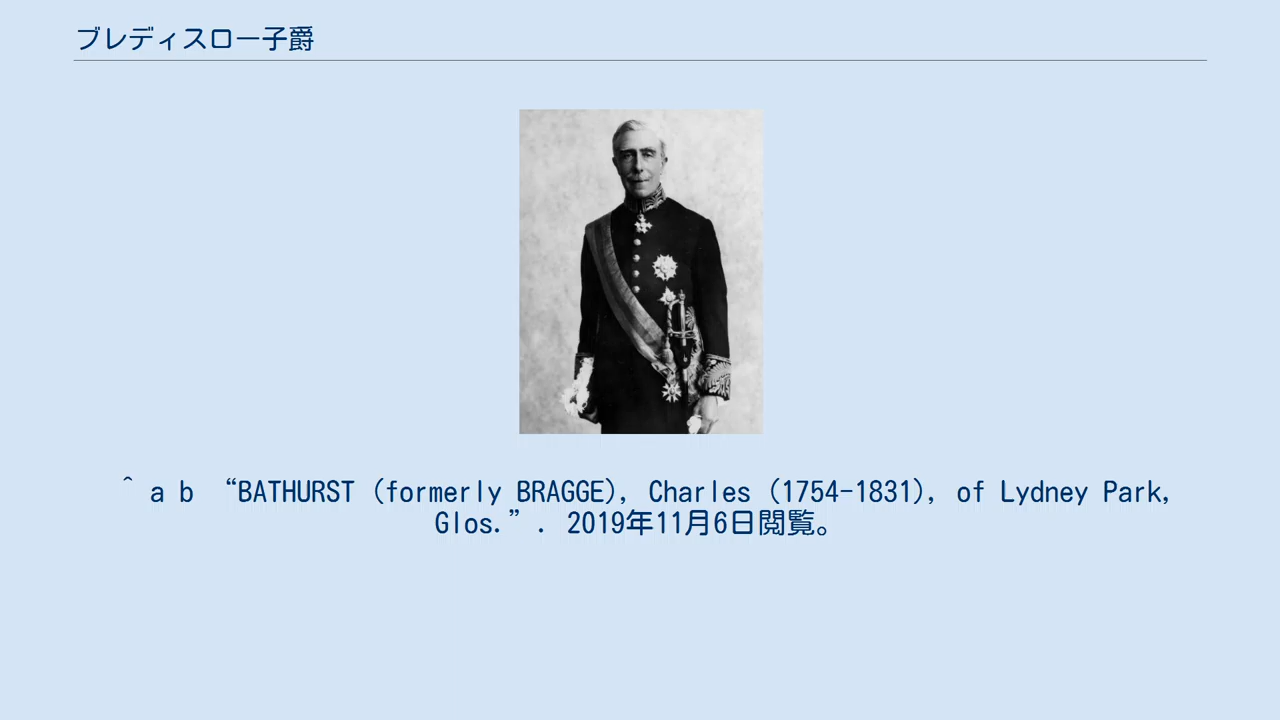 ブレディスロー子爵
^ a b “BATHURST (formerly BRAGGE), Charles (1754-1831), of Lydney Park,
Glos.”. 2019年11月6日閲覧。